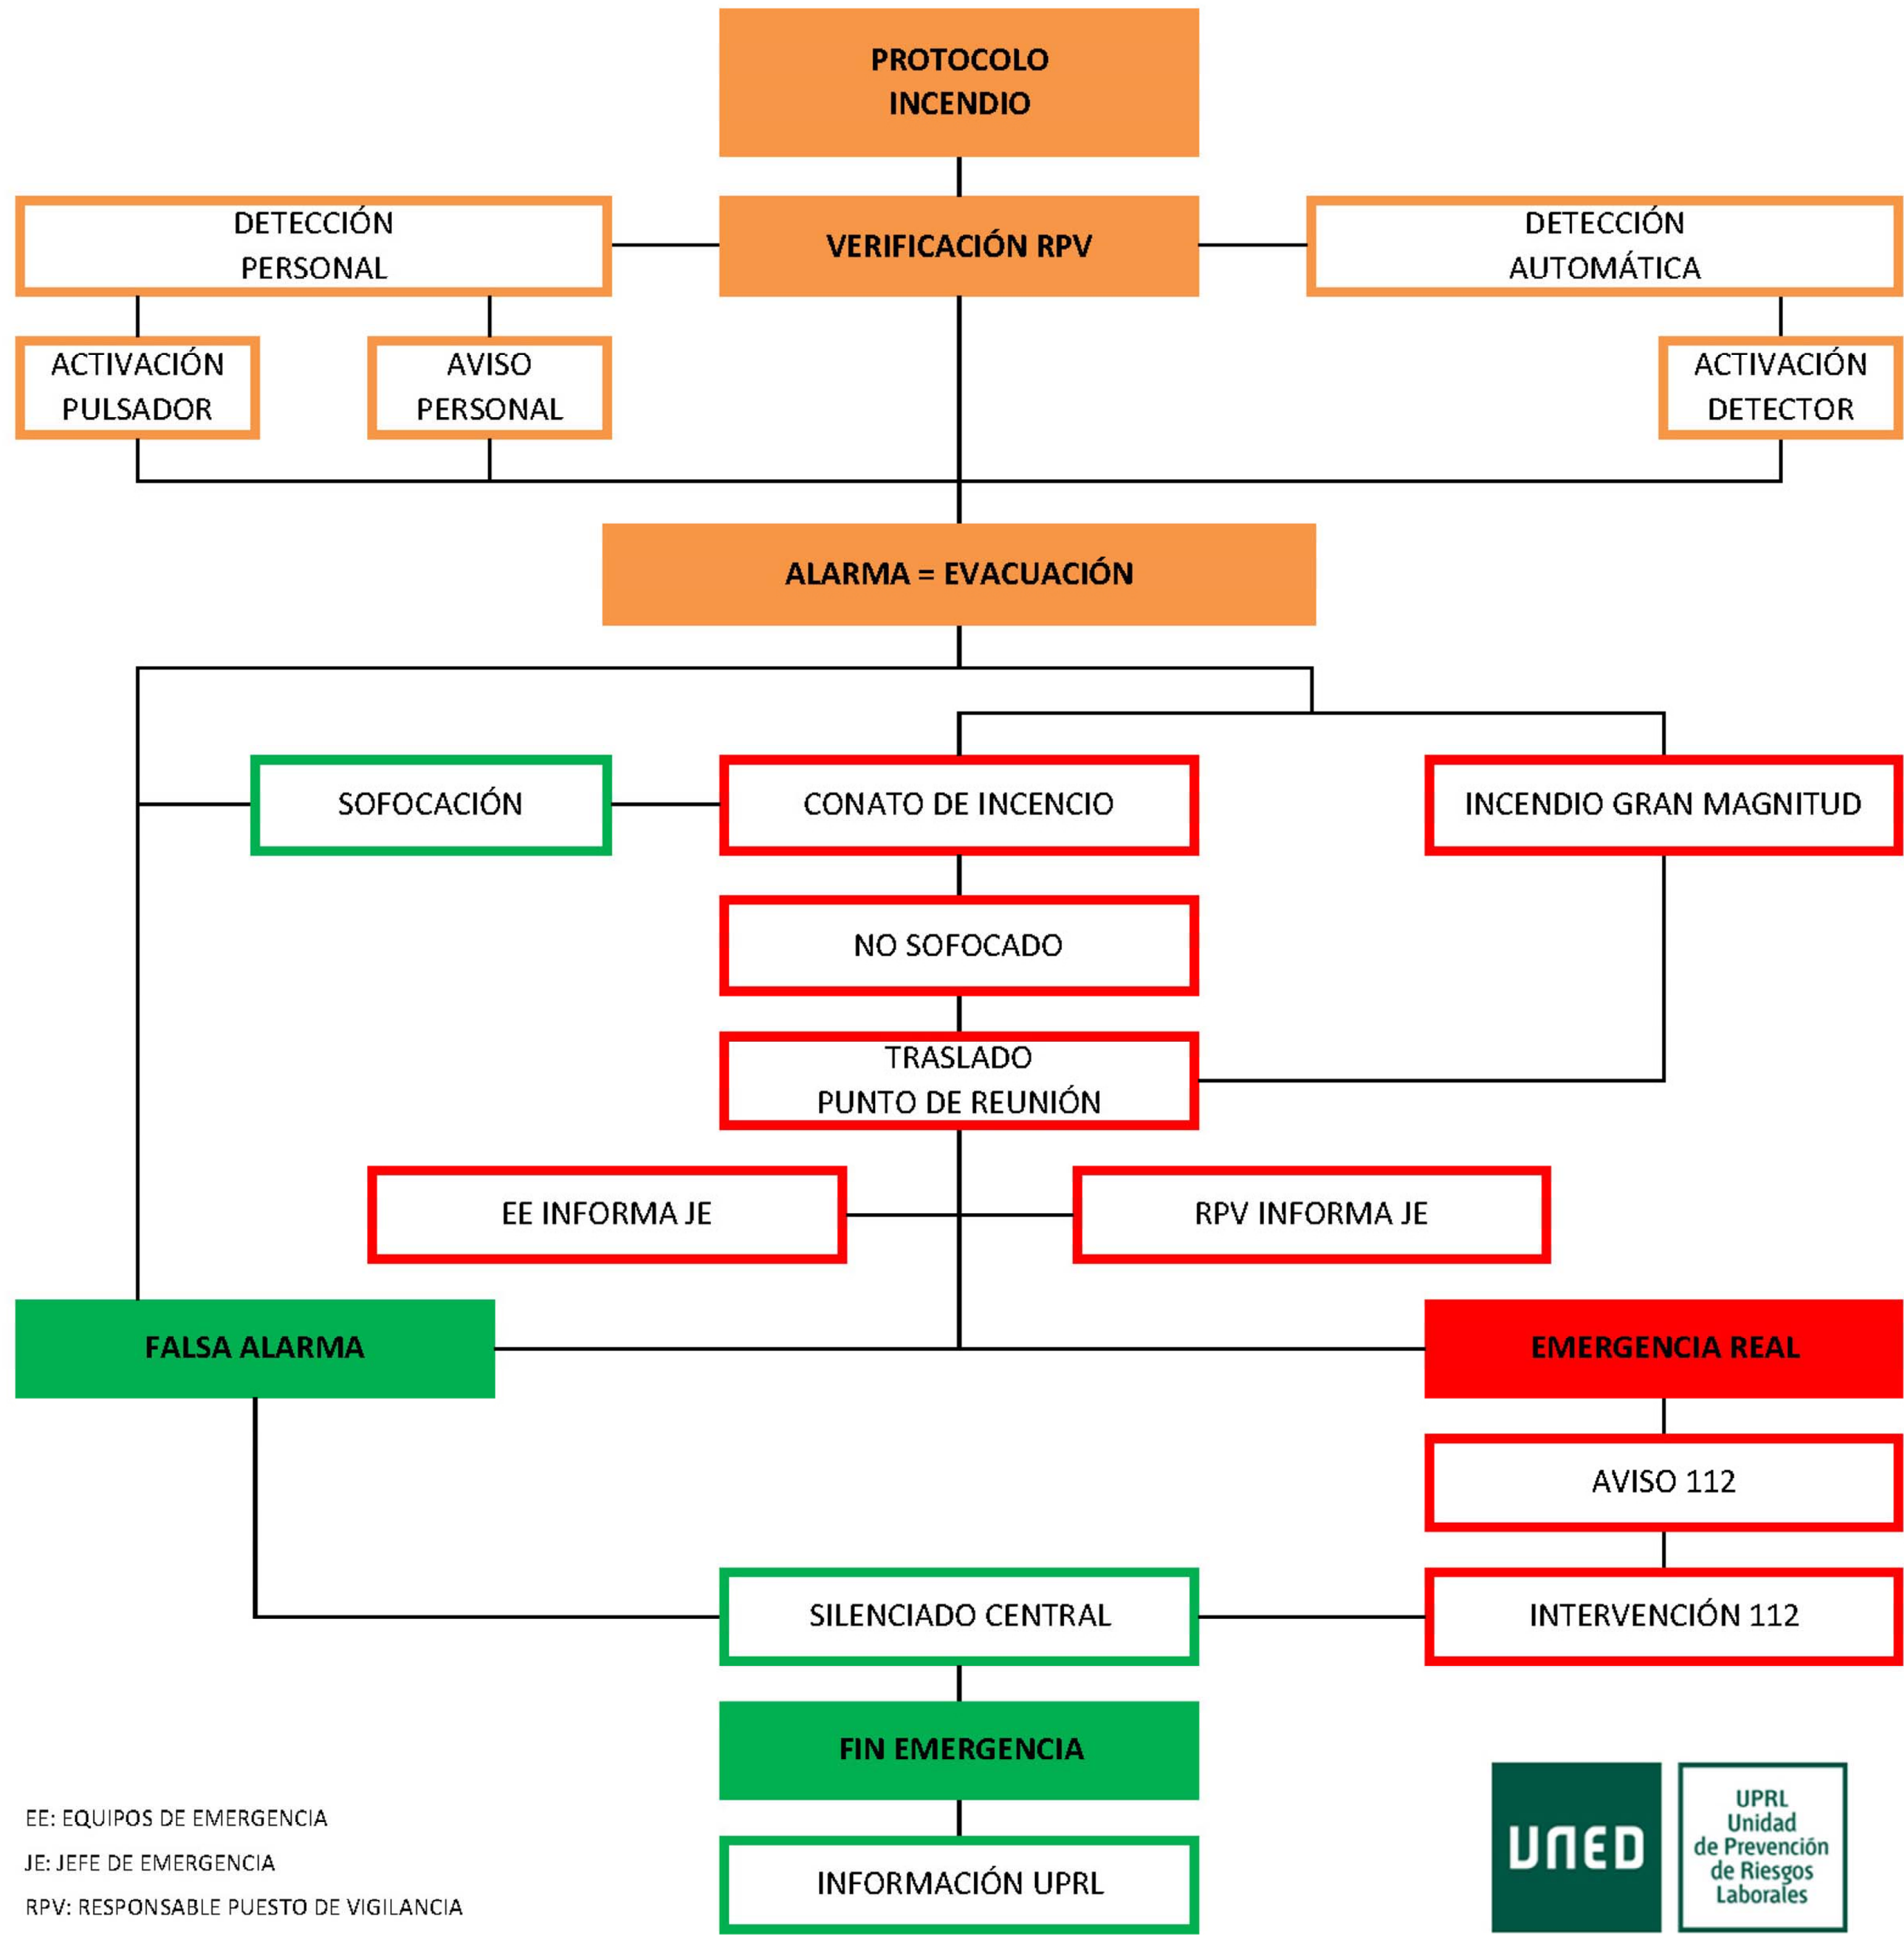 PROTOCOLO
INCENDIO
DETECCIÓN
PERSONAL
VERIFICACIÓN RPV
DETECCIÓN
AUTOMÁTICA
ACTIVACIÓN
PULSADOR
AVISO
PERSONAL
ACTIVACIÓN
DETECTOR
ALARMA = EVACUACIÓN
SOFOCACIÓN
CONATO DE INCENCIO
INCENDIO GRAN MAGNITUD
NO SOFOCADO
TRASLADO
PUNTO DE REUNIÓN
EE INFORMA JE
RPV INFORMA JE
FALSA ALARMA
EMERGENCIA REAL
AVISO 112
SILENCIADO CENTRAL
INTERVENCIÓN 112
FIN EMERGENCIA
INFORMACIÓN UPRL
EE: EQUIPOS DE EMERGENCIA
JE: JEFE DE EMERGENCIA
RPV: RESPONSABLE PUESTO DE VIGILANCIA
UNED
UPRL
Unidad
de Prevención
de Riesgos
Laborales